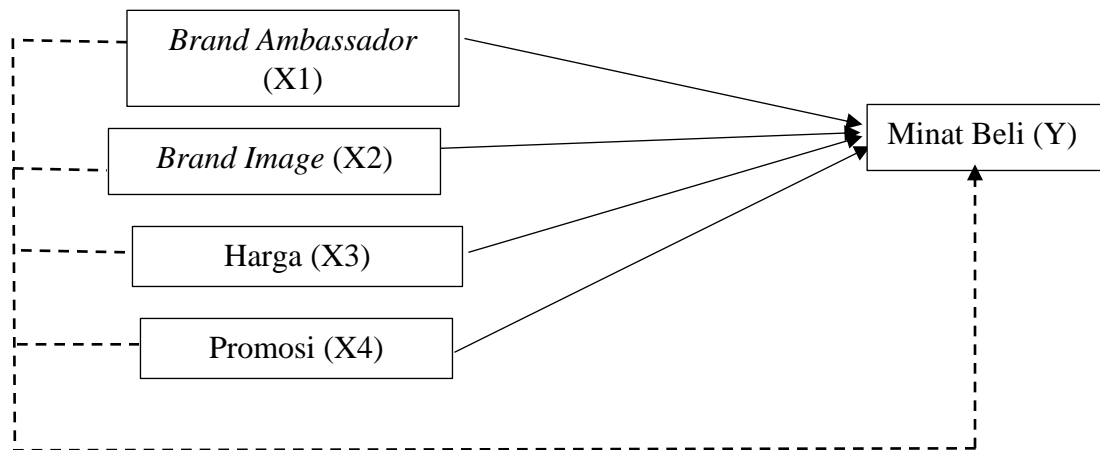 Brand Ambassador
(X1)
Brand Image (X2)
Harga (X3)
Promosi (X4)
Minat Beli (Y)